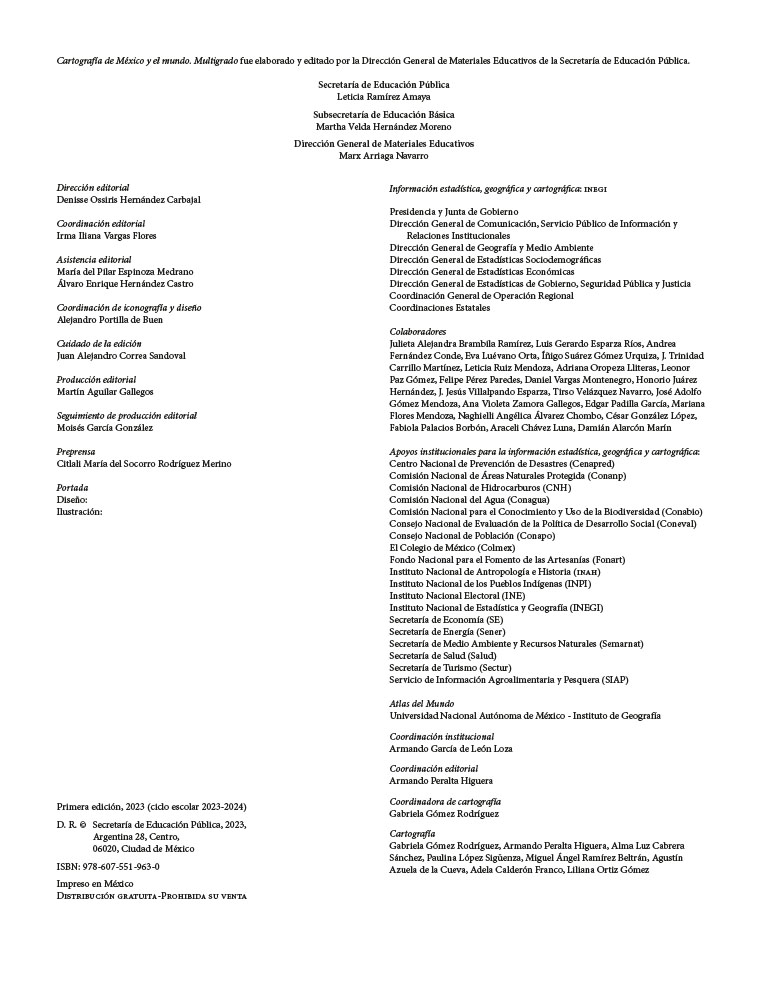 Cartografía de México y el mundo. Multigrado fue elaborado y editado por la Dirección General de Materiales Educativos de la Secretaría de Educación Pública.
Secretaría de Educación Pública
Leticia Ramírez Amaya
Subsecretaría de Educación Básica
Martha Velda Hernández Moreno
Dirección General de Materiales Educativos
Marx Arriaga Navarro
Dirección editorial
Denisse Ossiris Hernández Carbajal
Coordinación editorial
Irma Iliana Vargas Flores
Asistencia editorial
María del Pilar Espinoza Medrano
Álvaro Enrique Hernández Castro
Coordinación de iconografía y diseño
Alejandro Portilla de Buen
Cuidado de la edición
Juan Alejandro Correa Sandoval
Producción editorial
Martín Aguilar Gallegos
Seguimiento de producción editorial
Moisés García González
Preprensa
Citlali María del Socorro Rodríguez Merino
Portada
Diseño:
Ilustración:
Primera edición, 2023 (ciclo escolar 2023-2024)
D. R. © Secretaría de Educación Pública, 2023,
Argentina 28, Centro,
06020, Ciudad de México
ISBN: 978-607-551-963-0
Impreso en México
Distribución gratuita-Prohibida su venta
Información estadística, geográfica y cartográfica: INEGI
Presidencia y Junta de Gobierno
Dirección General de Comunicación, Servicio Público de Información y
Relaciones Institucionales
Dirección General de Geografía y Medio Ambiente
Dirección General de Estadísticas Sociodemográficas
Dirección General de Estadísticas Económicas
Dirección General de Estadísticas de Gobierno, Seguridad Pública y Justicia
Coordinación General de Operación Regional
Coordinaciones Estatales
Colaboradores
Julieta Alejandra Brambila Ramírez, Luis Gerardo Esparza Ríos, Andrea
Fernández Conde, Eva Luévano Orta, Íñigo Suárez Gómez Urquiza, J. Trinidad
Carrillo Martínez, Leticia Ruiz Mendoza, Adriana Oropeza Lliteras, Leonor
Paz Gómez, Felipe Pérez Paredes, Daniel Vargas Montenegro, Honorio Juárez
Hernández, J. Jesús Villalpando Esparza, Tirso Velázquez Navarro, José Adolfo
Gómez Mendoza, Ana Violeta Zamora Gallegos, Edgar Padilla García, Mariana
Flores Mendoza, Naghielli Angélica Álvarez Chombo, César González López,
Fabiola Palacios Borbón, Araceli Chávez Luna, Damián Alarcón Marín
Apoyos institucionales para la información estadística, geográfica y cartográfica:
Centro Nacional de Prevención de Desastres (Cenapred)
Comisión Nacional de Áreas Naturales Protegida (Conanp)
Comisión Nacional de Hidrocarburos (CNH)
Comisión Nacional del Agua (Conagua)
Comisión Nacional para el Conocimiento y Uso de la Biodiversidad (Conabio)
Consejo Nacional de Evaluación de la Política de Desarrollo Social (Coneval)
Consejo Nacional de Población (Conapo)
El Colegio de México (Colmex)
Fondo Nacional para el Fomento de las Artesanías (Fonart)
Instituto Nacional de Antropología e Historia (INAH)
Instituto Nacional de los Pueblos Indígenas (INPI)
Instituto Nacional Electoral (INE)
Instituto Nacional de Estadística y Geografía (INEGI)
Secretaría de Economía (SE)
Secretaría de Energía (Sener)
Secretaría de Medio Ambiente y Recursos Naturales (Semarnat)
Secretaría de Salud (Salud)
Secretaría de Turismo (Sectur)
Servicio de Información Agroalimentaria y Pesquera (SIAP)
Atlas del Mundo
Universidad Nacional Autónoma de México - Instituto de Geografía
Coordinación institucional
Armando García de León Loza
Coordinación editorial
Armando Peralta Higuera
Coordinadora de cartografía
Gabriela Gómez Rodríguez
Cartografía
Gabriela Gómez Rodríguez, Armando Peralta Higuera, Alma Luz Cabrera
Sánchez, Paulina López Sigüenza, Miguel Ángel Ramírez Beltrán, Agustín
Azuela de la Cueva, Adela Calderón Franco, Liliana Ortiz Gómez